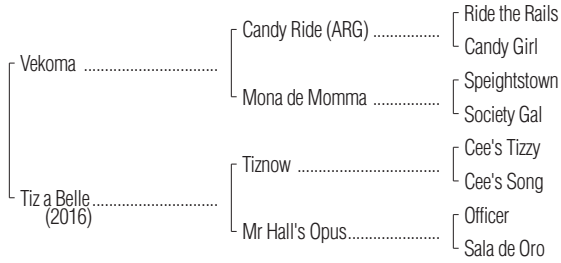 Ride the Rails
Candy Ride (ARG) ................
Candy Girl
Vekoma ................................
Speightstown
Mona de Momma ................
Society Gal
Cee's Tizzy
Tiznow ..................................
Cee's Song
Tiz a Belle..............................
(2016)
Officer
Mr Hall's Opus......................
Sala de Oro